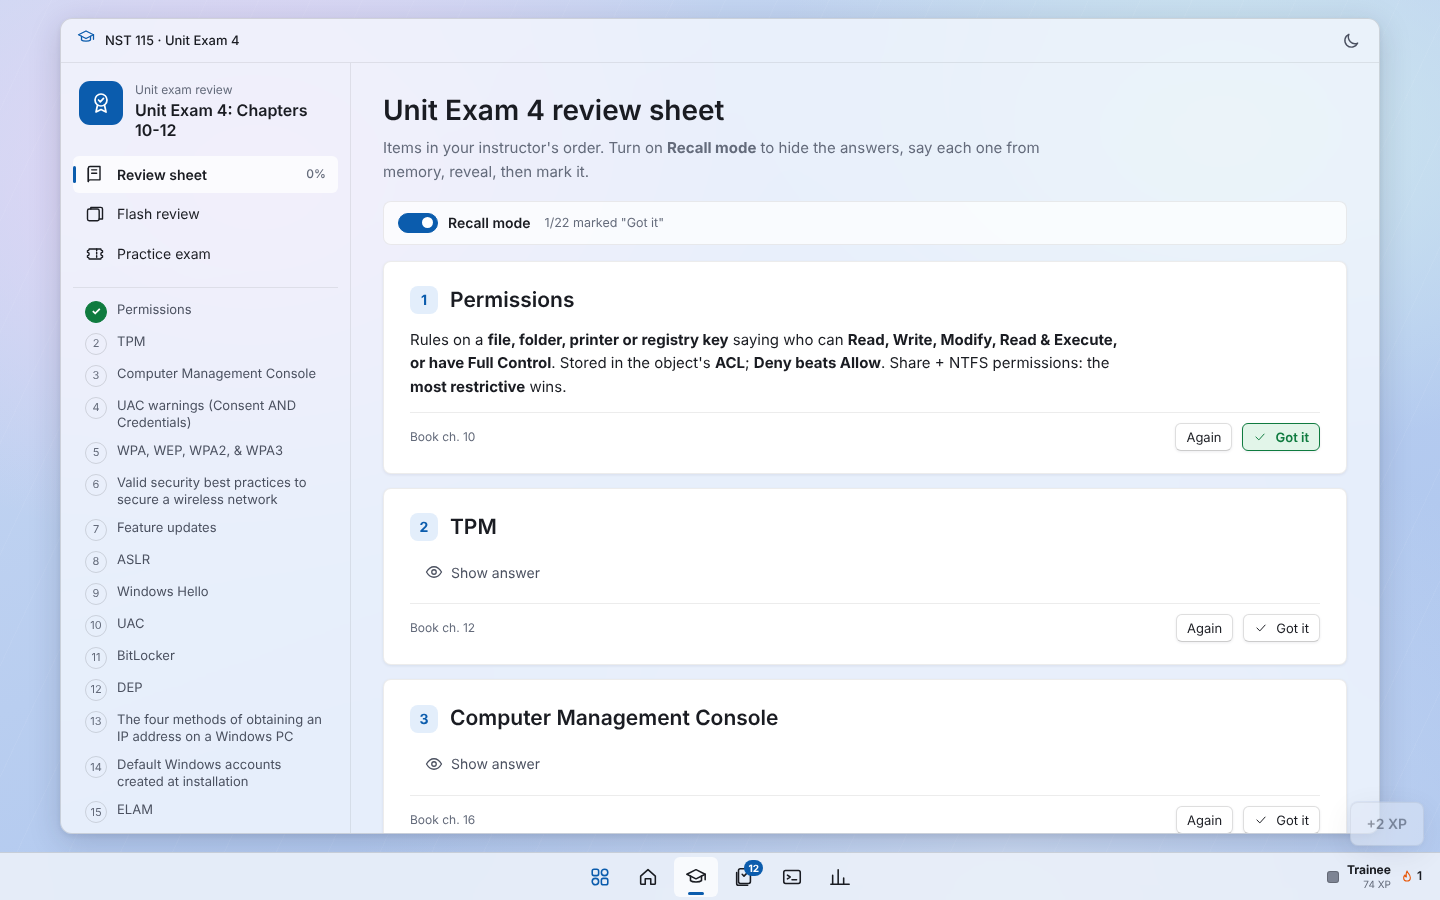 NST 115 · Unit Exam 4
Unit exam review
Unit Exam 4: Chapters
10-12
Review sheet
0%
Flash review
Practice exam
Permissions
2 TPM
3 Computer Management Console
4 UAC warnings (Consent AND
Credentials)
5 WPA, WEP, WPA2, & WPA3
6 Valid security best practices to
secure a wireless network
7 Feature updates
8 ASLR
9 Windows Hello
10 UAC
11 BitLocker
12 DEP
13 The four methods of obtaining an
IP address on a Windows PC
14 Default Windows accounts
created at installation
15 ELAM
Unit Exam 4 review sheet
Items in your instructor's order. Turn on Recall mode to hide the answers, say each one from
memory, reveal, then mark it.
Recall mode 1/22 marked "Got it"
1 Permissions
Rules on a file, folder, printer or registry key saying who can Read, Write, Modify, Read & Execute,
or have Full Control. Stored in the object's ACL; Deny beats Allow. Share + NTFS permissions: the
most restrictive wins.
Book ch. 10
Again
Got it
2 TPM
Show answer
Book ch. 12
Again
Got it
3 Computer Management Console
Show answer
Book ch. 16
Again
Got it
+2 XP
12
Trainee
74 XP
1